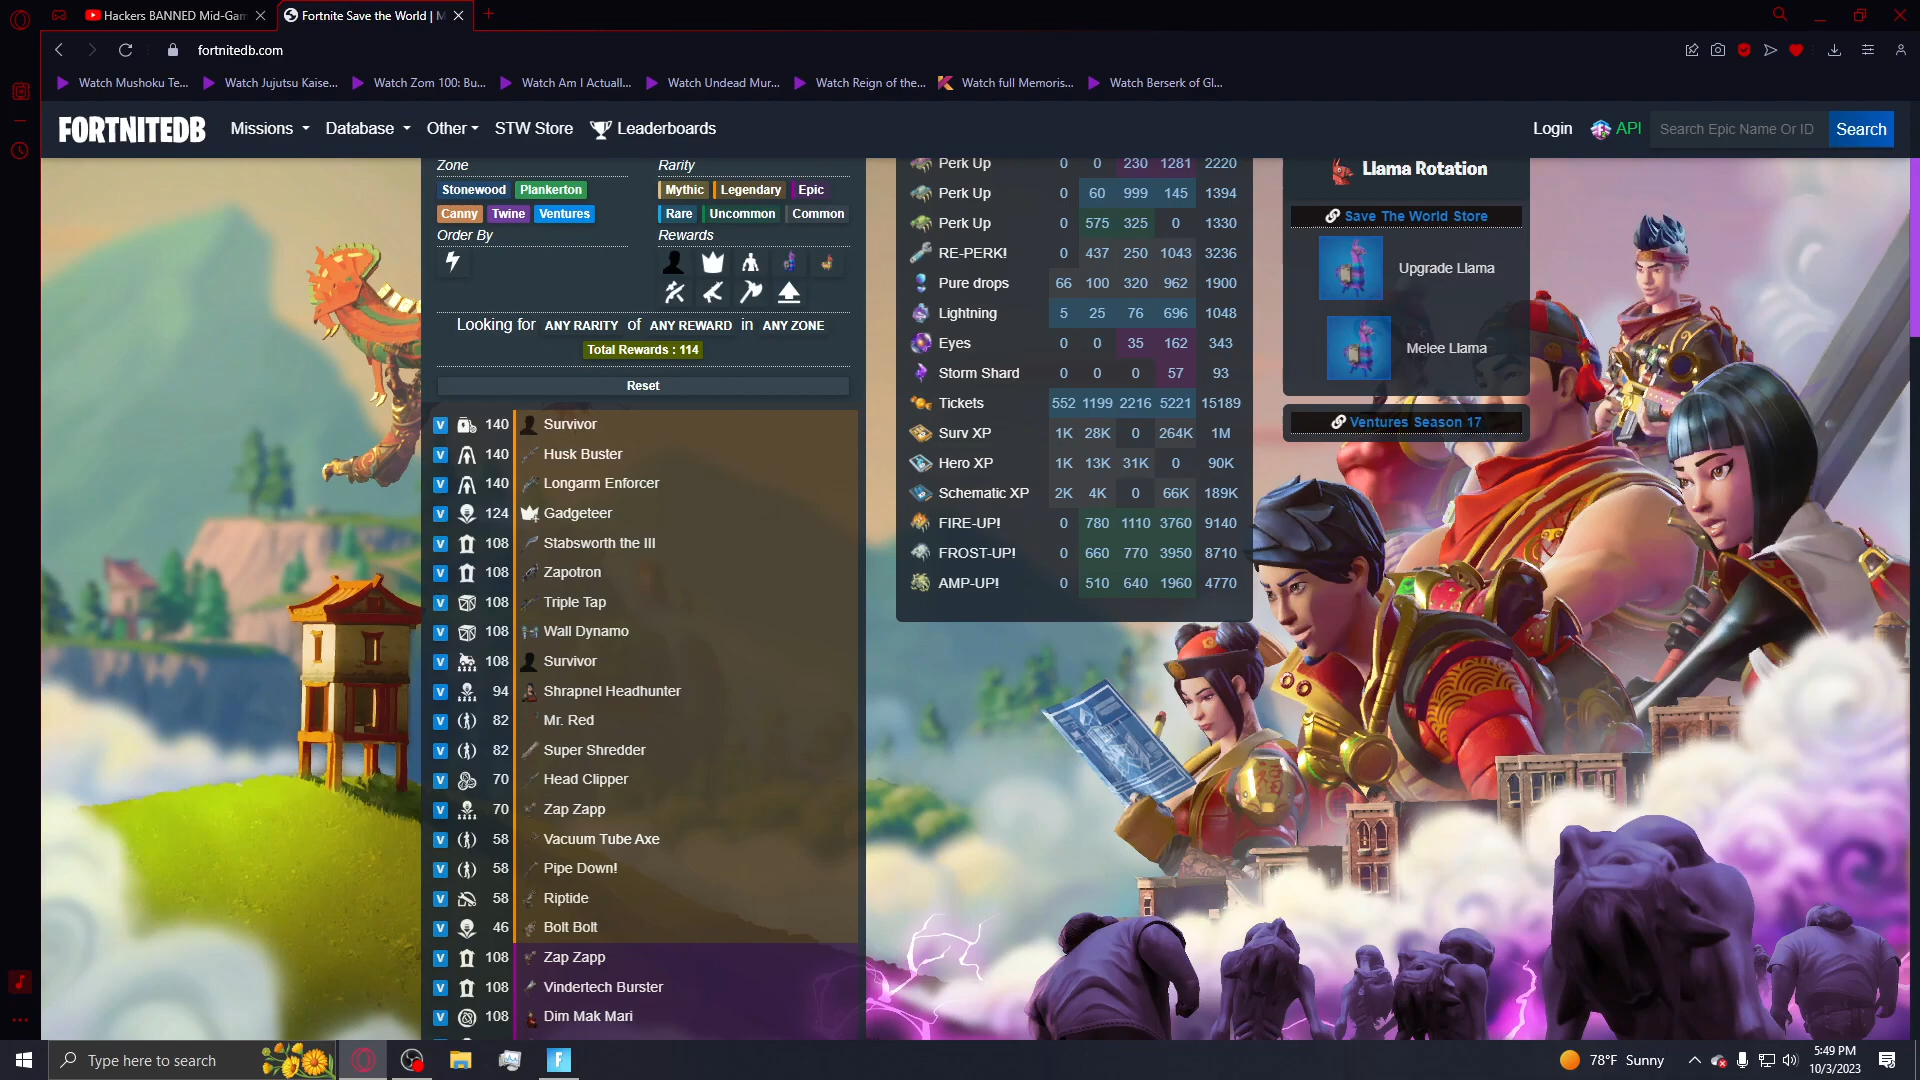 Hackers BANNED Mid-Gam
Fortnite Save the World | M
fortnitedb.com
Watch Mushoku Te...
Watch Jujutsu Kaise...
Watch Zom 100: Bu...
Watch Am I Actuall...
Watch Undead Mur...
Watch Reign of the...
Watch full Memoris...
Watch Berserk of Gl...
FORTNITEDB
Missions
Database
Other
STW Store
Leaderboards
Login
API
Search Epic Name Or ID
Search
Zone
Stonewood Plankerton
Canny Twine Ventures
Order By
Rarity
Mythic Legendary Epic
Rare Uncommon Common
Rewards
Looking for ANY RARITY of ANY REWARD in ANY ZONE
Total Rewards : 114
Reset
V 140 Survivor
V 140 Husk Buster
V 140 Longarm Enforcer
V 124 Gadgeteer
V 108 Stabsworth the III
V 108 Zapotron
V 108 Triple Tap
V 108 Wall Dynamo
V 108 Survivor
V 94 Shrapnel Headhunter
V 82 Mr. Red
V 82 Super Shredder
V 70 Head Clipper
V 70 Zap Zapp
V 58 Vacuum Tube Axe
V 58 Pipe Down!
V 58 Riptide
V 46 Bolt Bolt
V 108 Zap Zapp
V 108 Vindertech Burster
V 108 Dim Mak Mari
Perk Up 0 0 230 1281 2220
Perk Up 0 60 999 145 1394
Perk Up 0 575 325 0 1330
RE-PERK! 0 437 250 1043 3236
Pure drops 66 100 320 962 1900
Lightning 5 25 76 696 1048
Eyes 0 0 35 162 343
Storm Shard 0 0 0 57 93
Tickets 552 1199 2216 5221 15189
Surv XP 1K 28K 0 264K 1M
Hero XP 1K 13K 31K 0 90K
Schematic XP 2K 4K 0 66K 189K
FIRE-UP! 0 780 1110 3760 9140
FROST-UP! 0 660 770 3950 8710
AMP-UP! 0 510 640 1960 4770
Llama Rotation
Save The World Store
Upgrade Llama
Melee Llama
Ventures Season 17
Type here to search
78°F Sunny
5:49 PM
10/3/2023